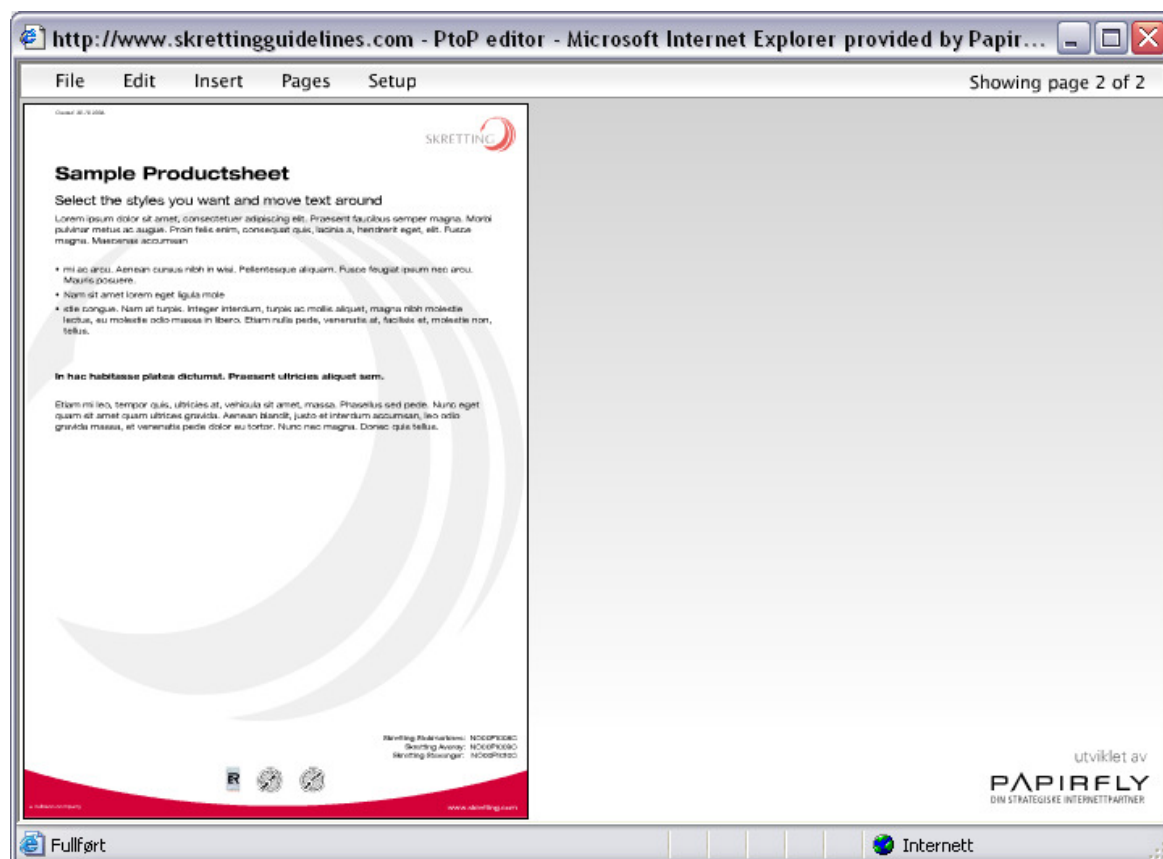 http://www.skrettingguidelines.com - PtoP editor - Microsoft Internet Explorer provided by Papir...
File Edit Insert Pages Setup Showing page 2 of 2
SKRETTING
Sample Productsheet
Select the styles you want and move text around
Lorem ipsum dolor sit amet, consectetuer adipiscing elit. Praesent faucibus semper magna. Morbi
pulvinar metus ac augue. Proin felis enim, consequat quis, lacinia a, hendrerit eget, elit. Fusce
magna. Maecenas accumsan
• mi ac arcu. Aenean cursus nibh in wisi. Pellentesque aliquam. Fusce feugiat ipsum nec arcu.
Mauris posuere.
• Nam sit amet lorem eget ligula mole
• stie congue. Nam at turpis. Integer interdum, turpis ac mollis aliquet, magna nibh molestie
lectus, eu molestie odio massa in libero. Etiam nulla pede, venenatis at, facilisis et, molestie non,
tellus.
In hac habitasse platea dictumst. Praesent ultricies aliquet sem.
Etiam mi leo, tempor quis, ultricies at, vehicula sit amet, massa. Phasellus sed pede. Nunc eget
quam sit amet quam ultrices gravida. Aenean blandit, justo et interdum accumsan, leo odio
gravida massa, et venenatis pede dolor eu tortor. Nunc nec magna. Donec quis tellus.
Skretting Averøy:
Skretting Stavanger:
www.skretting.com
utviklet av
PAPIRFLY
DIN STRATEGISKE INTERNETTPARTNER
Fullført Internett